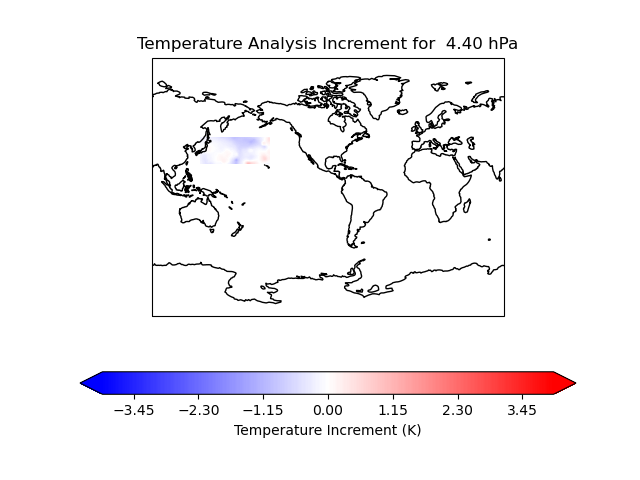 Temperature Analysis Increment for  4.40 hPa
−3.45 −2.30 −1.15 0.00 1.15 2.30 3.45
Temperature Increment (K)